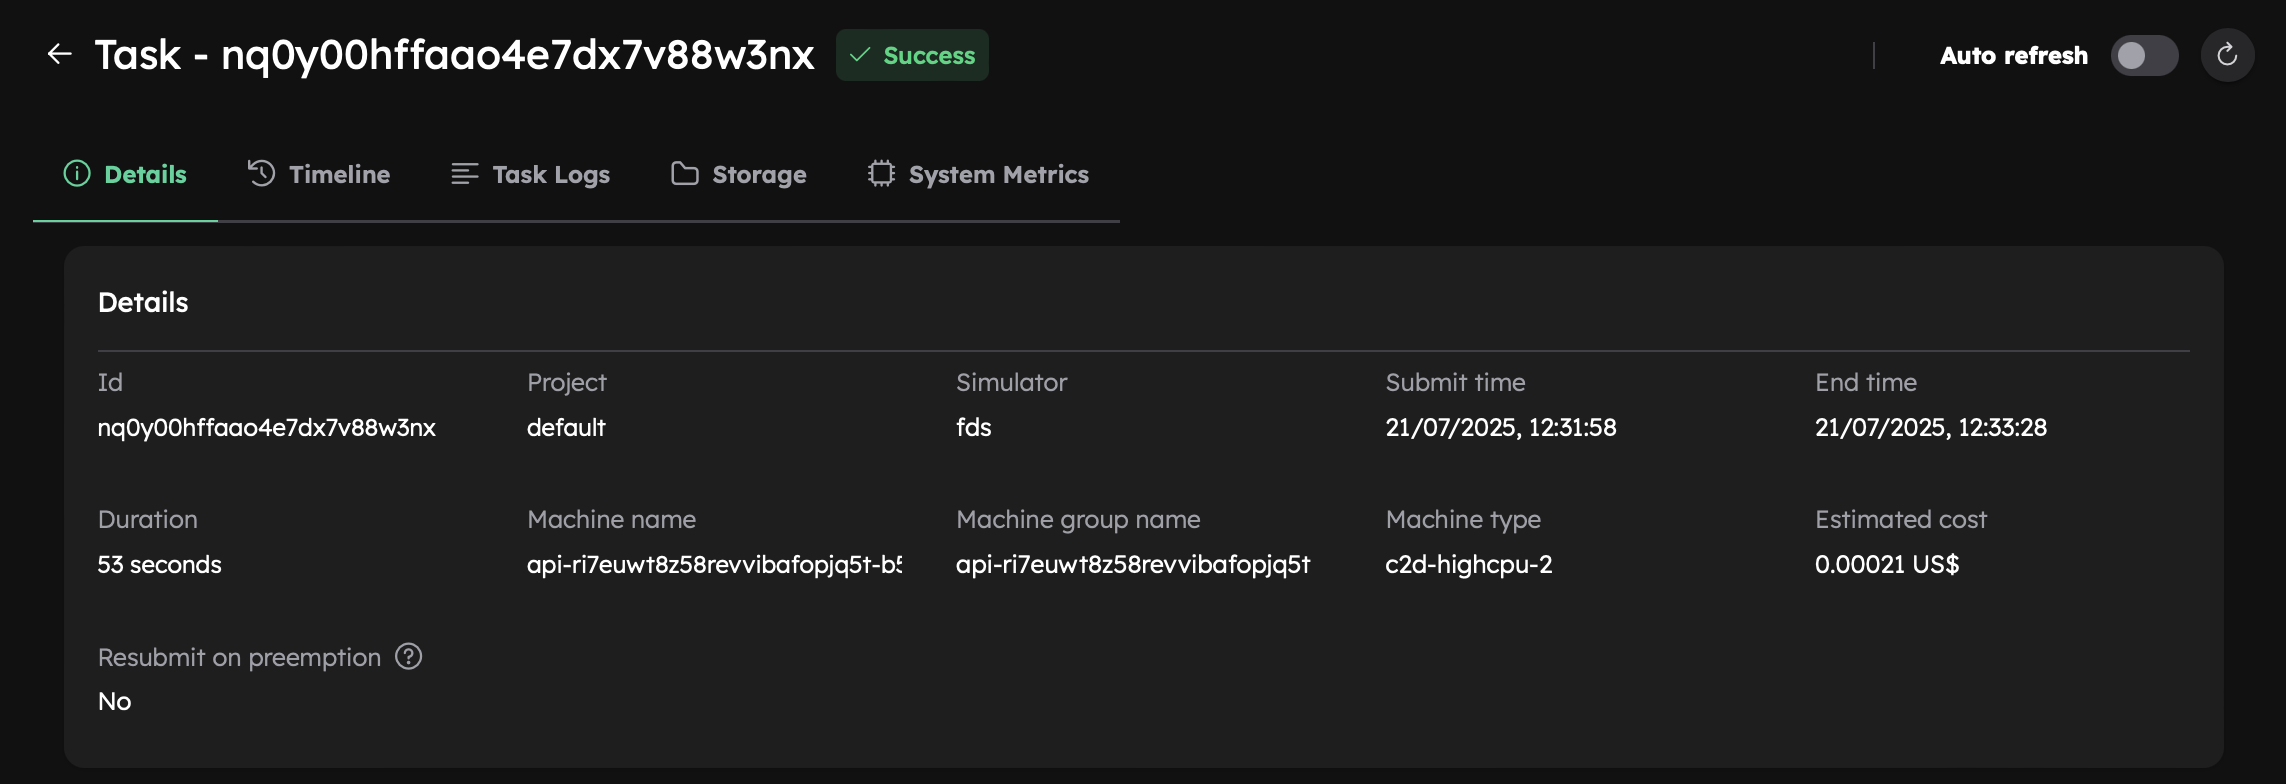 Task - nq0y00hffaao4e7dx7v88w3nx Success Auto refresh
Details Timeline Task Logs Storage System Metrics
Details
Id Project Simulator Submit time End time
nq0y00hffaao4e7dx7v88w3nx default fds 21/07/2025, 12:31:58 21/07/2025, 12:33:28
Duration Machine name Machine group name Machine type Estimated cost
53 seconds api-ri7euwt8z58revvibafopjq5t-b5 api-ri7euwt8z58revvibafopjq5t c2d-highcpu-2 0.00021 US$
Resubmit on preemption
No